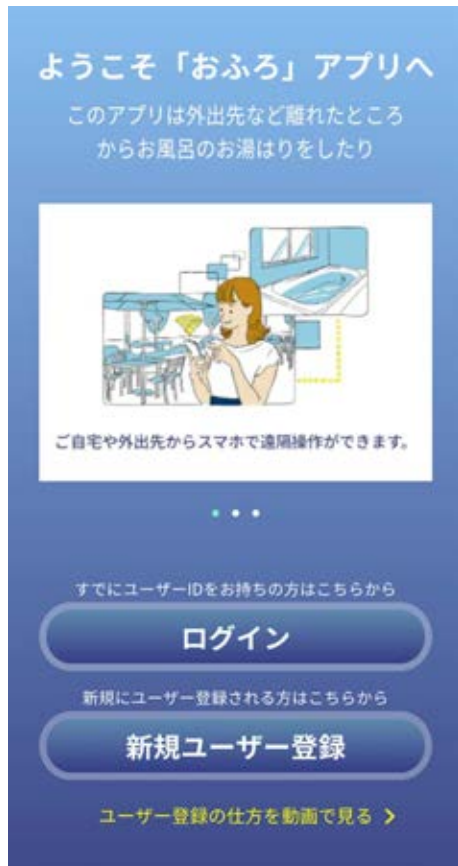 ようこそ「おふろ」アプリへ
このアプリは外出先など離れたところ
からお風呂のお湯はりをしたり
ご自宅や外出先からスマホで遠隔操作ができます。
すでにユーザーIDをお持ちの方はこちらから
ログイン
新規にユーザー登録される方はこちらから
新規ユーザー登録
ユーザー登録の仕方を動画で見る >